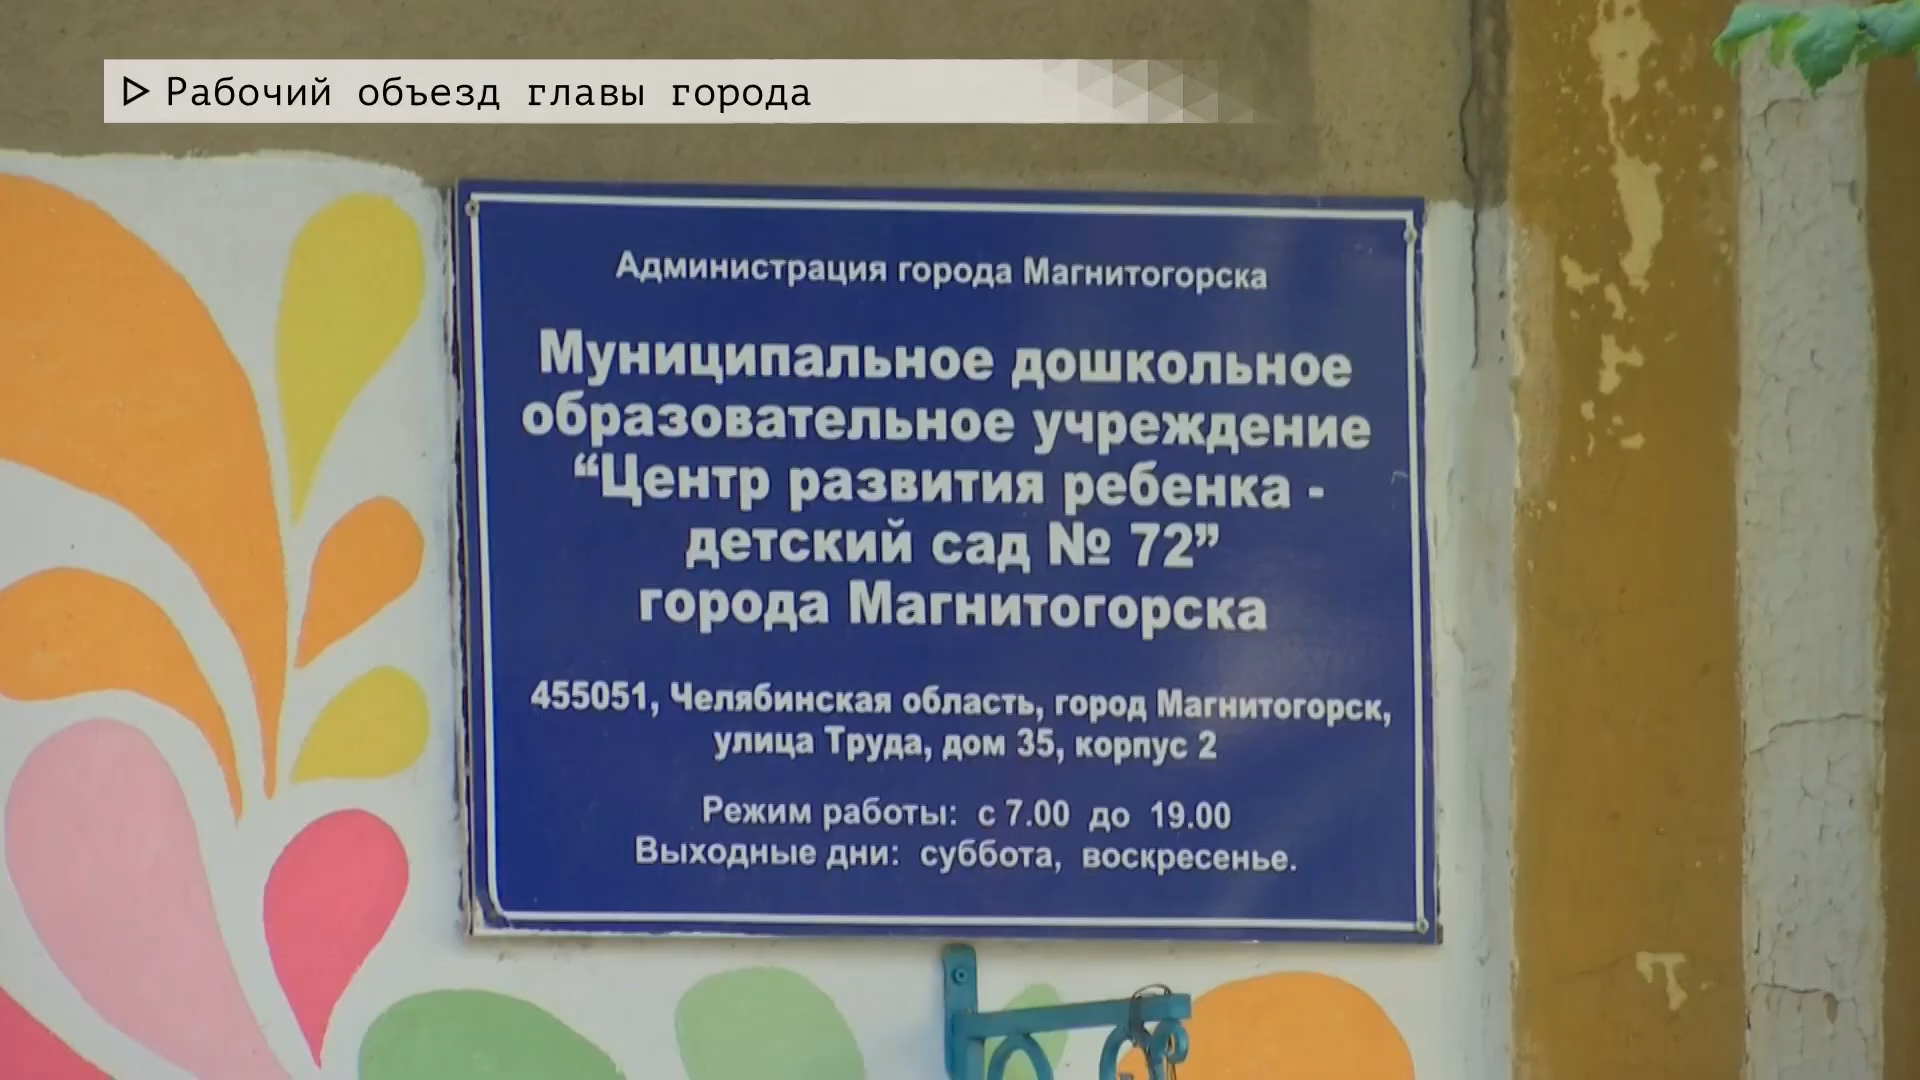 Рабочий объезд главы города
Администрация города Магнитогорска
Муниципальное дошкольное
образовательное учреждение
“Центр развития ребенка -
детский сад № 72”
города Магнитогорска
455051, Челябинская область, город Магнитогорск,
улица Труда, дом 35, корпус 2
Режим работы: с 7.00 до 19.00
Выходные дни: суббота, воскресенье.